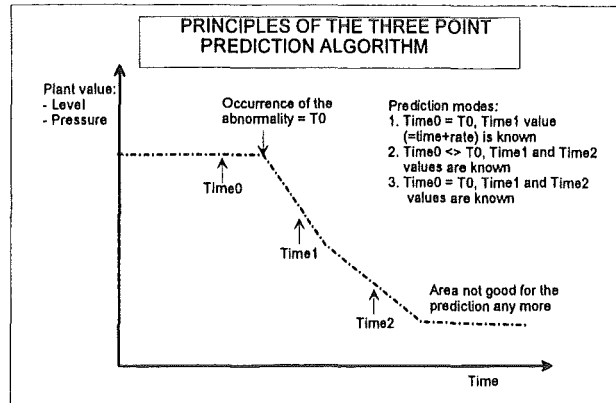 PRINCIPLES OF THE THREE POINT
PREDICTION ALGORITHM
Plant value:
- Level
- Pressure
Occurrence of the
abnormality = T0
Prediction modes:
1. Time0 = T0, Time1 value
(=time+rate) is known
2. Time0 <> T0, Time1 and Time2
values are known
3. Time0 = T0, Time1 and Time2
values are known
Time0
Time1
Area not good for the
prediction any more
Time2
Time